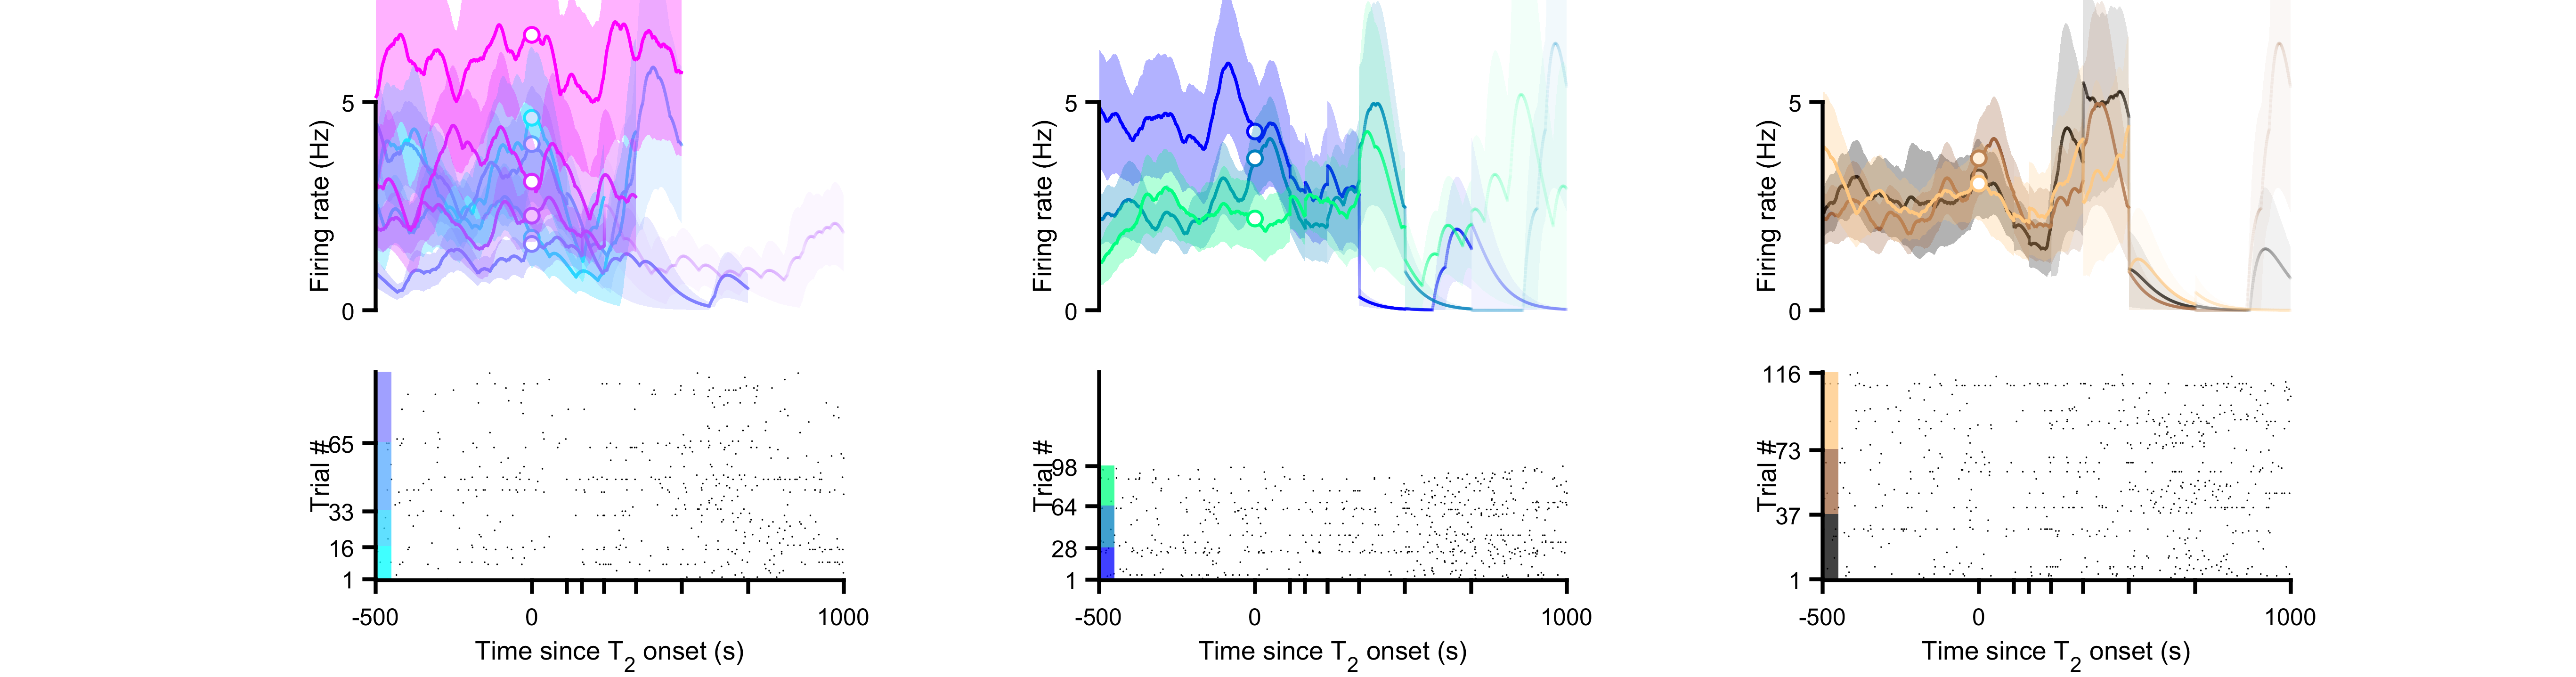 Firing rate (Hz)
5
0
Firing rate (Hz)
5
0
Firing rate (Hz)
5
0
Trial #
65
33
16
1
-500 0 1000
Time since T2 onset (s)
Trial #
98
64
28
1
-500 0 1000
Time since T2 onset (s)
Trial #
116
73
37
1
-500 0 1000
Time since T2 onset (s)